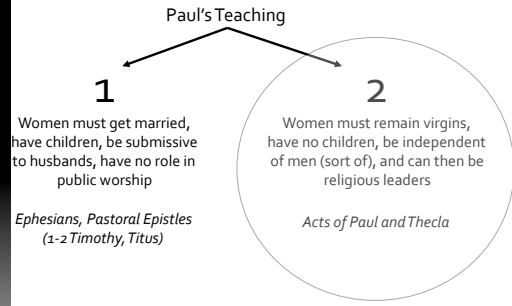 Paul's Teaching
1
Women must get married,
have children, be submissive
to husbands, have no role in
public worship
Ephesians, Pastoral Epistles
(1-2 Timothy, Titus)
2
Women must remain virgins,
have no children, be independent
of men (sort of), and can then be
religious leaders
Acts of Paul and Thecla